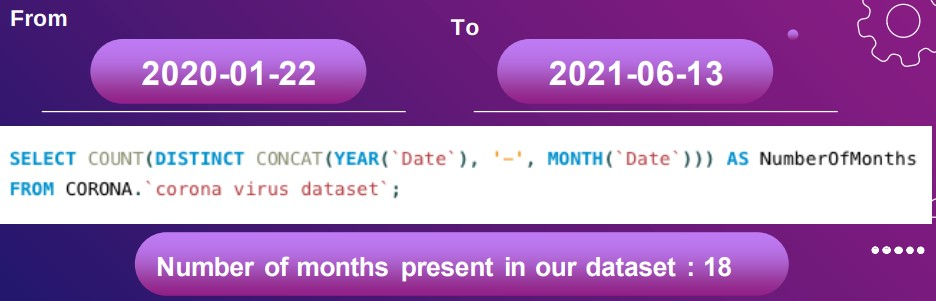 From
To
2020-01-22
2021-06-13
SELECT COUNT(DISTINCT CONCAT(YEAR(`Date`), '-', MONTH(`Date`))) AS NumberOfMonths
FROM CORONA.`corona virus dataset`;
Number of months present in our dataset : 18